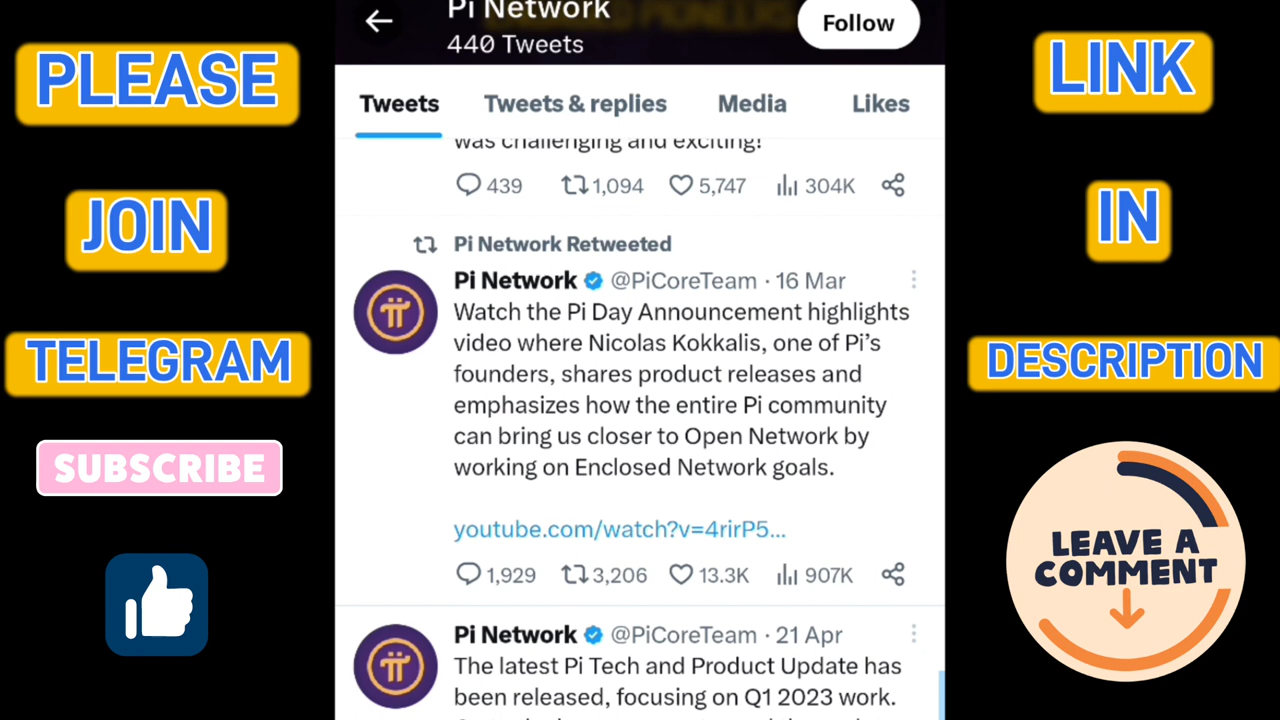 PLEASE
JOIN
TELEGRAM
SUBSCRIBE
Pi Network
440 Tweets
Follow
Tweets
Tweets & replies
Media
Likes
was challenging and exciting!
439 1,094 5,747 304K
Pi Network Retweeted
Pi Network @PiCoreTeam · 16 Mar
Watch the Pi Day Announcement highlights
video where Nicolas Kokkalis, one of Pi’s
founders, shares product releases and
emphasizes how the entire Pi community
can bring us closer to Open Network by
working on Enclosed Network goals.
youtube.com/watch?v=4rirP5...
1,929 3,206 13.3K 907K
Pi Network @PiCoreTeam · 21 Apr
The latest Pi Tech and Product Update has
been released, focusing on Q1 2023 work.
LINK
IN
DESCRIPTION
LEAVE A
COMMENT